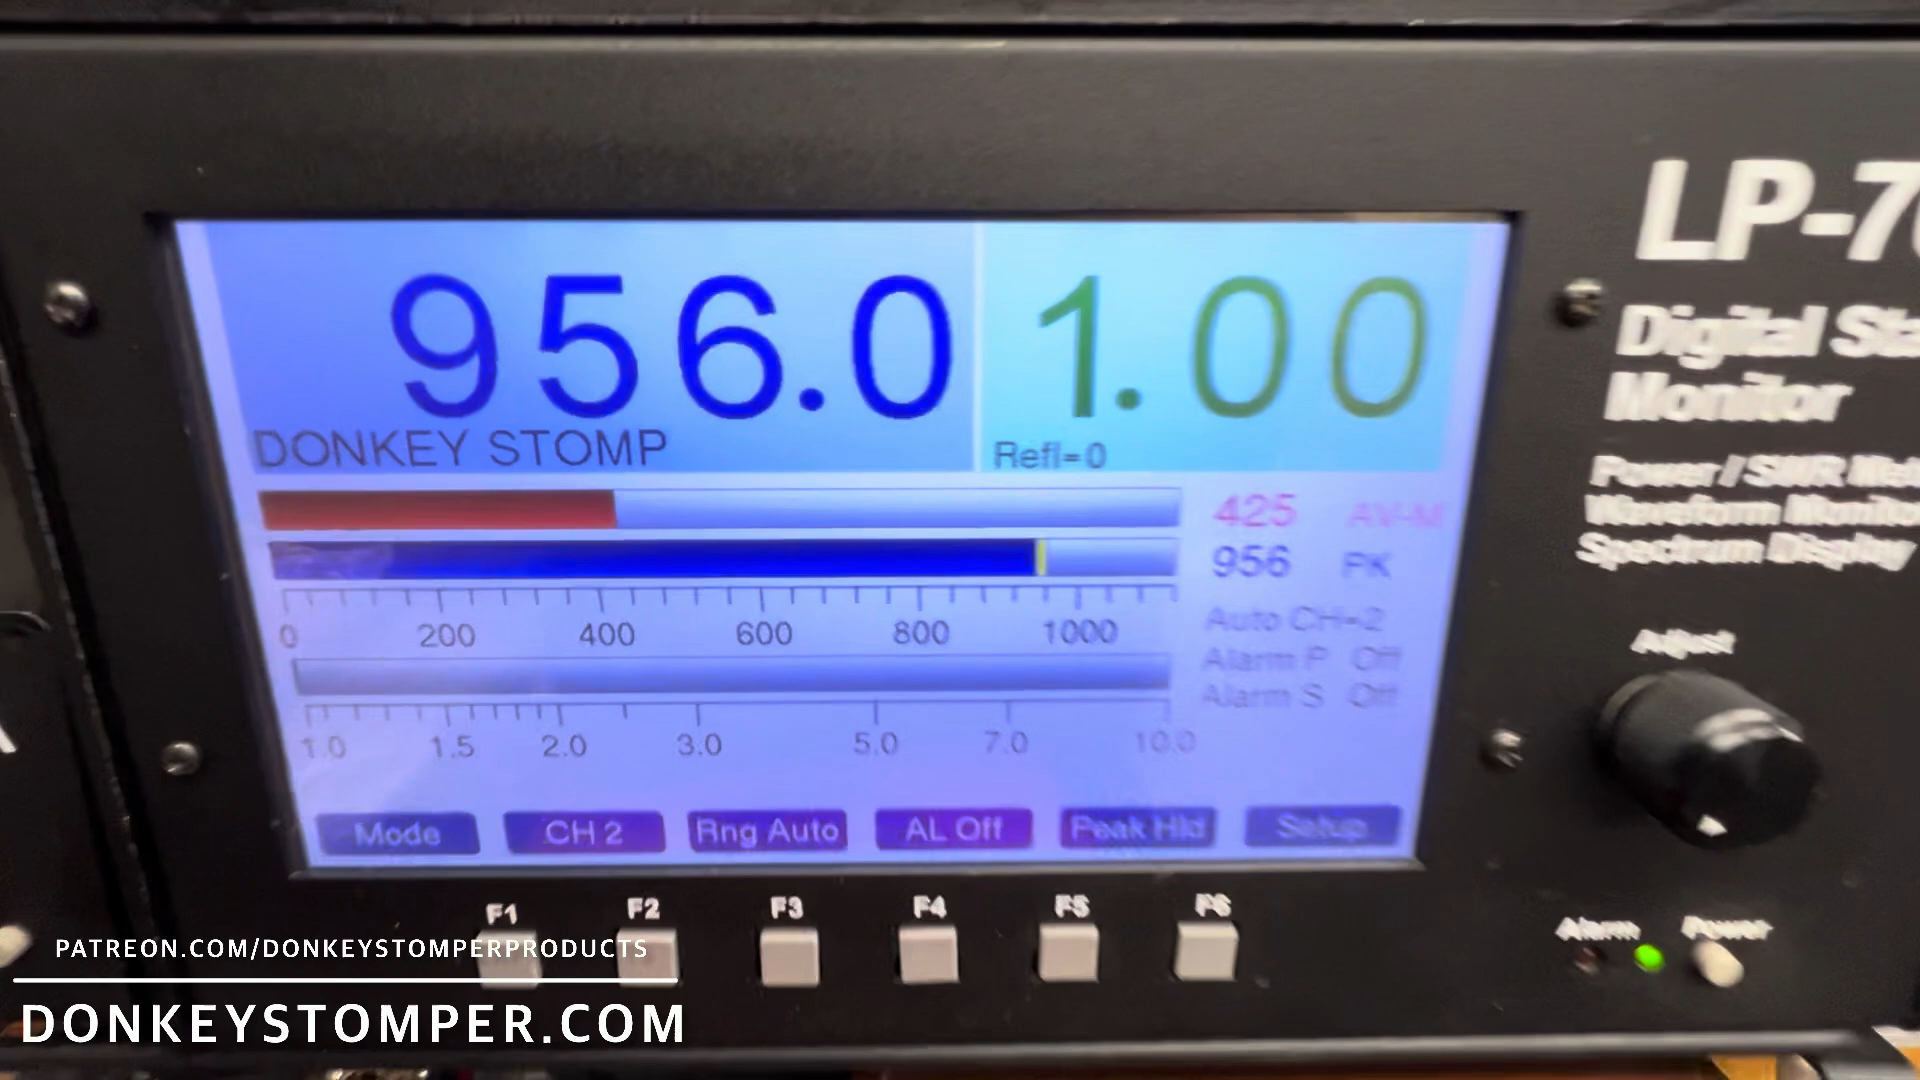 LP-70
Digital Sta
Monitor
Power / SWR Met
Waveform Monito
Spectrum Display
956.0
1.00
DONKEY STOMP
Refl=0
425 AV-M
956 PK
0 200 400 600 800 1000
Auto CH=2
Alarm P Off
Alarm S Off
1.0 1.5 2.0 3.0 5.0 7.0 10.0
Mode CH 2 Rng Auto AL Off Peak Hld Setup
Adjust
F1 F2 F3 F4 F5 F6
Alarm Power
PATREON.COM/DONKEYSTOMPERPRODUCTS
DONKEYSTOMPER.COM